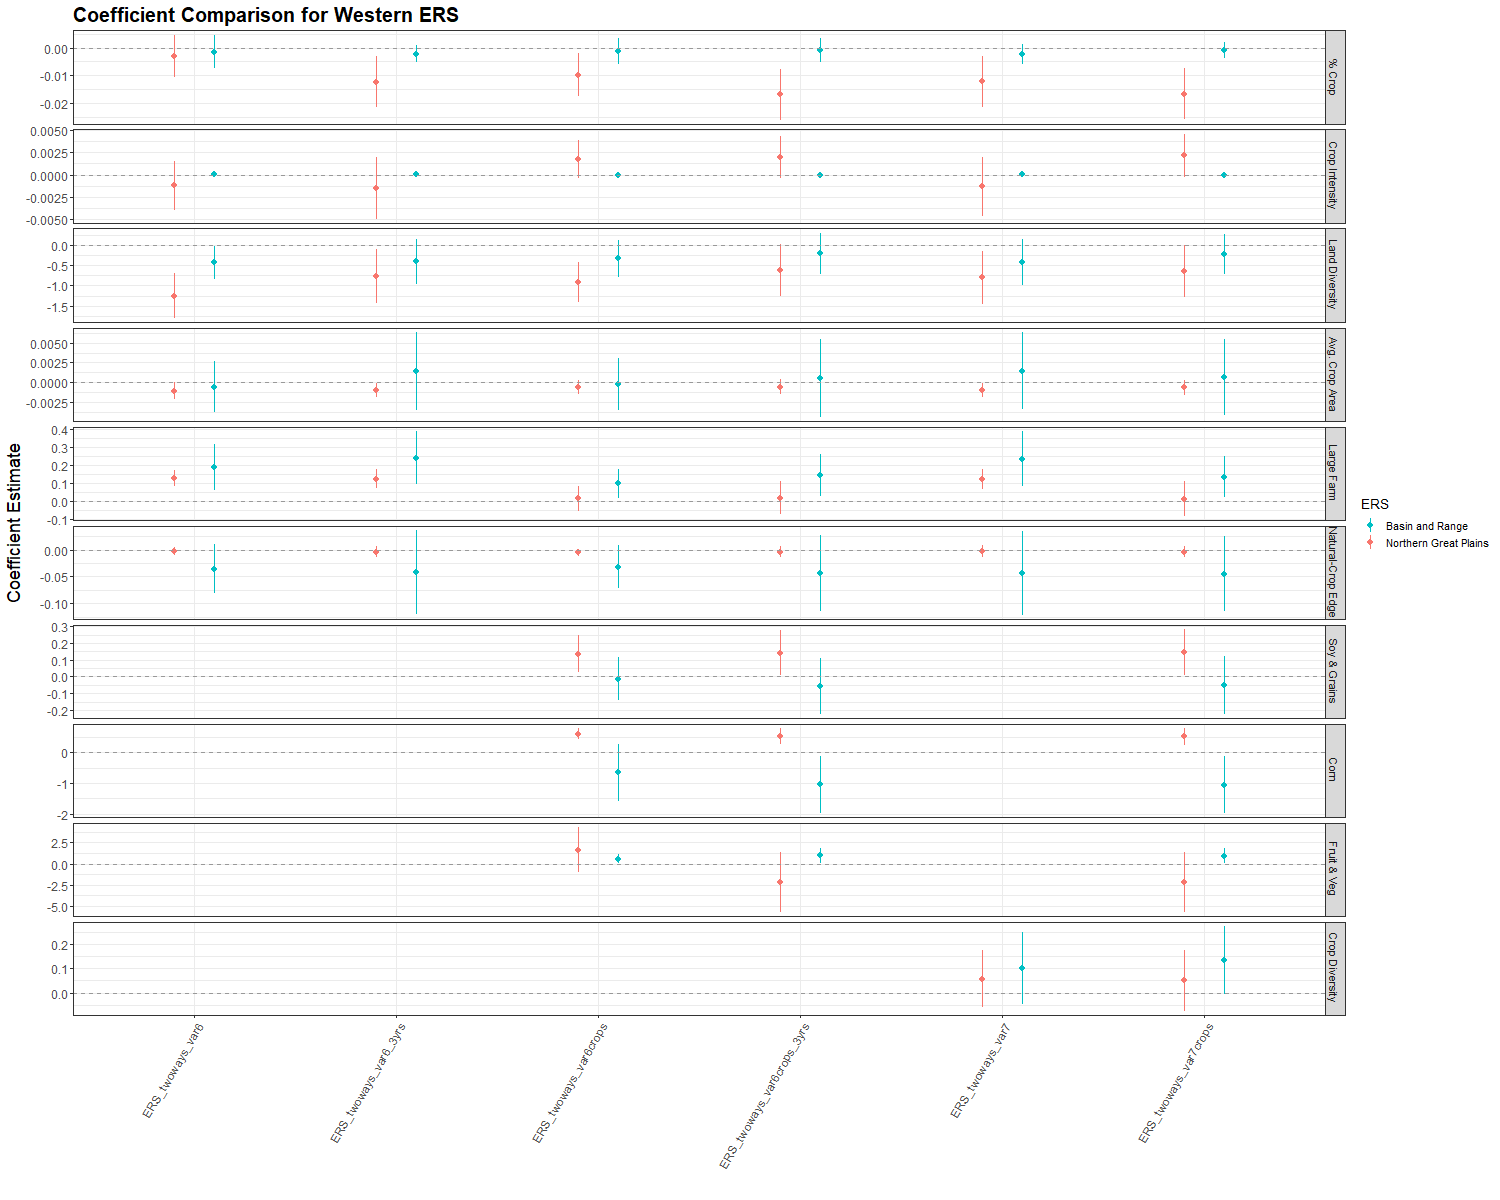 Coefficient Comparison for Western ERS
Coefficient Estimate
0.00
-0.01
-0.02
% Crop
0.0050
0.0025
0.0000
-0.0025
-0.0050
Crop Intensity
0.0
-0.5
-1.0
-1.5
Land Diversity
0.0050
0.0025
0.0000
-0.0025
Avg. Crop Area
0.4
0.3
0.2
0.1
0.0
-0.1
Large Farm
0.00
-0.05
-0.10
Natural-Crop Edge
0.3
0.2
0.1
0.0
-0.1
-0.2
Soy & Grains
0
-1
-2
Corn
2.5
0.0
-2.5
-5.0
Fruit & Veg
0.2
0.1
0.0
Crop Diversity
ERS_twoways_var6
ERS_twoways_var6_3yrs
ERS_twoways_var6crops
ERS_twoways_var6crops_3yrs
ERS_twoways_var7
ERS_twoways_var7crops
ERS
Basin and Range
Northern Great Plains